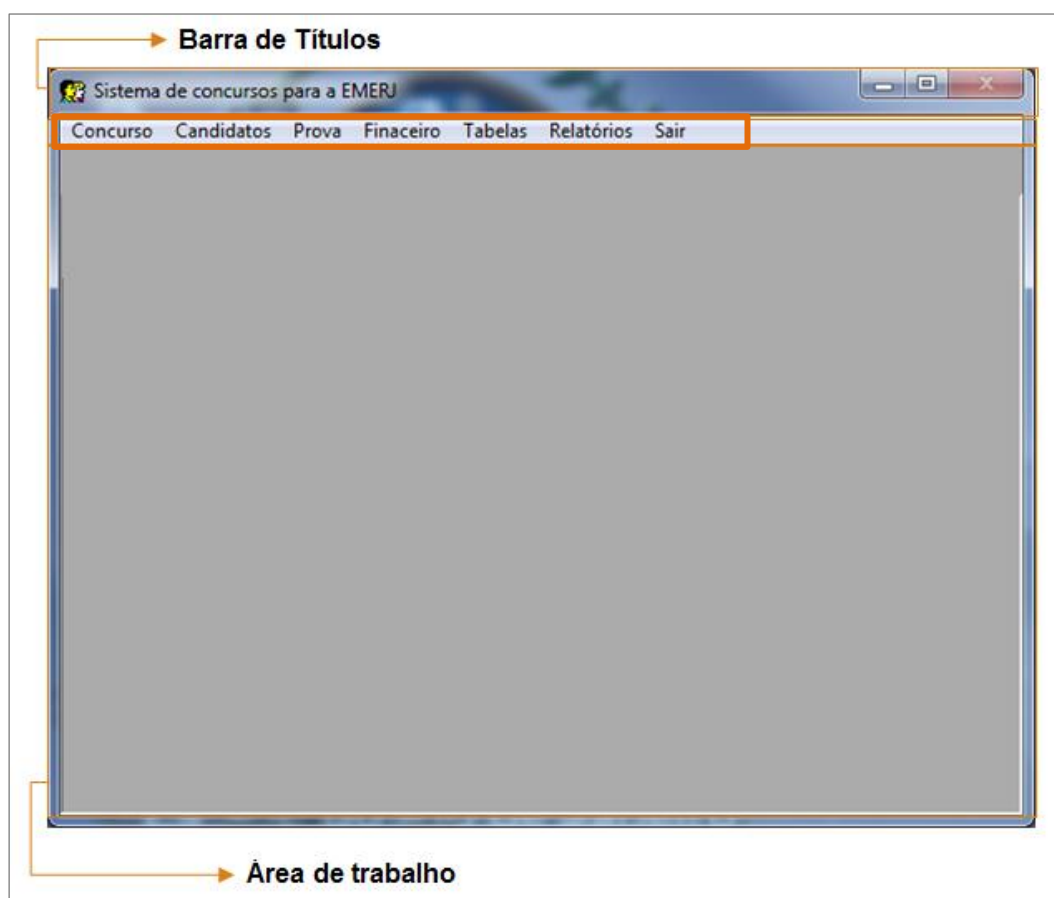 Barra de Títulos
Sistema de concursos para a EMERJ
Concurso Candidatos Prova Finaceiro Tabelas Relatórios Sair
Área de trabalho